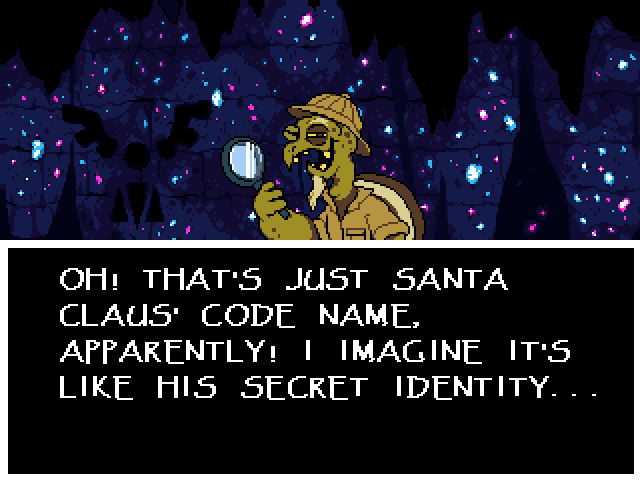 OH! THAT'S JUST SANTA
CLAUS' CODE NAME,
APPARENTLY! I IMAGINE IT'S
LIKE HIS SECRET IDENTITY...